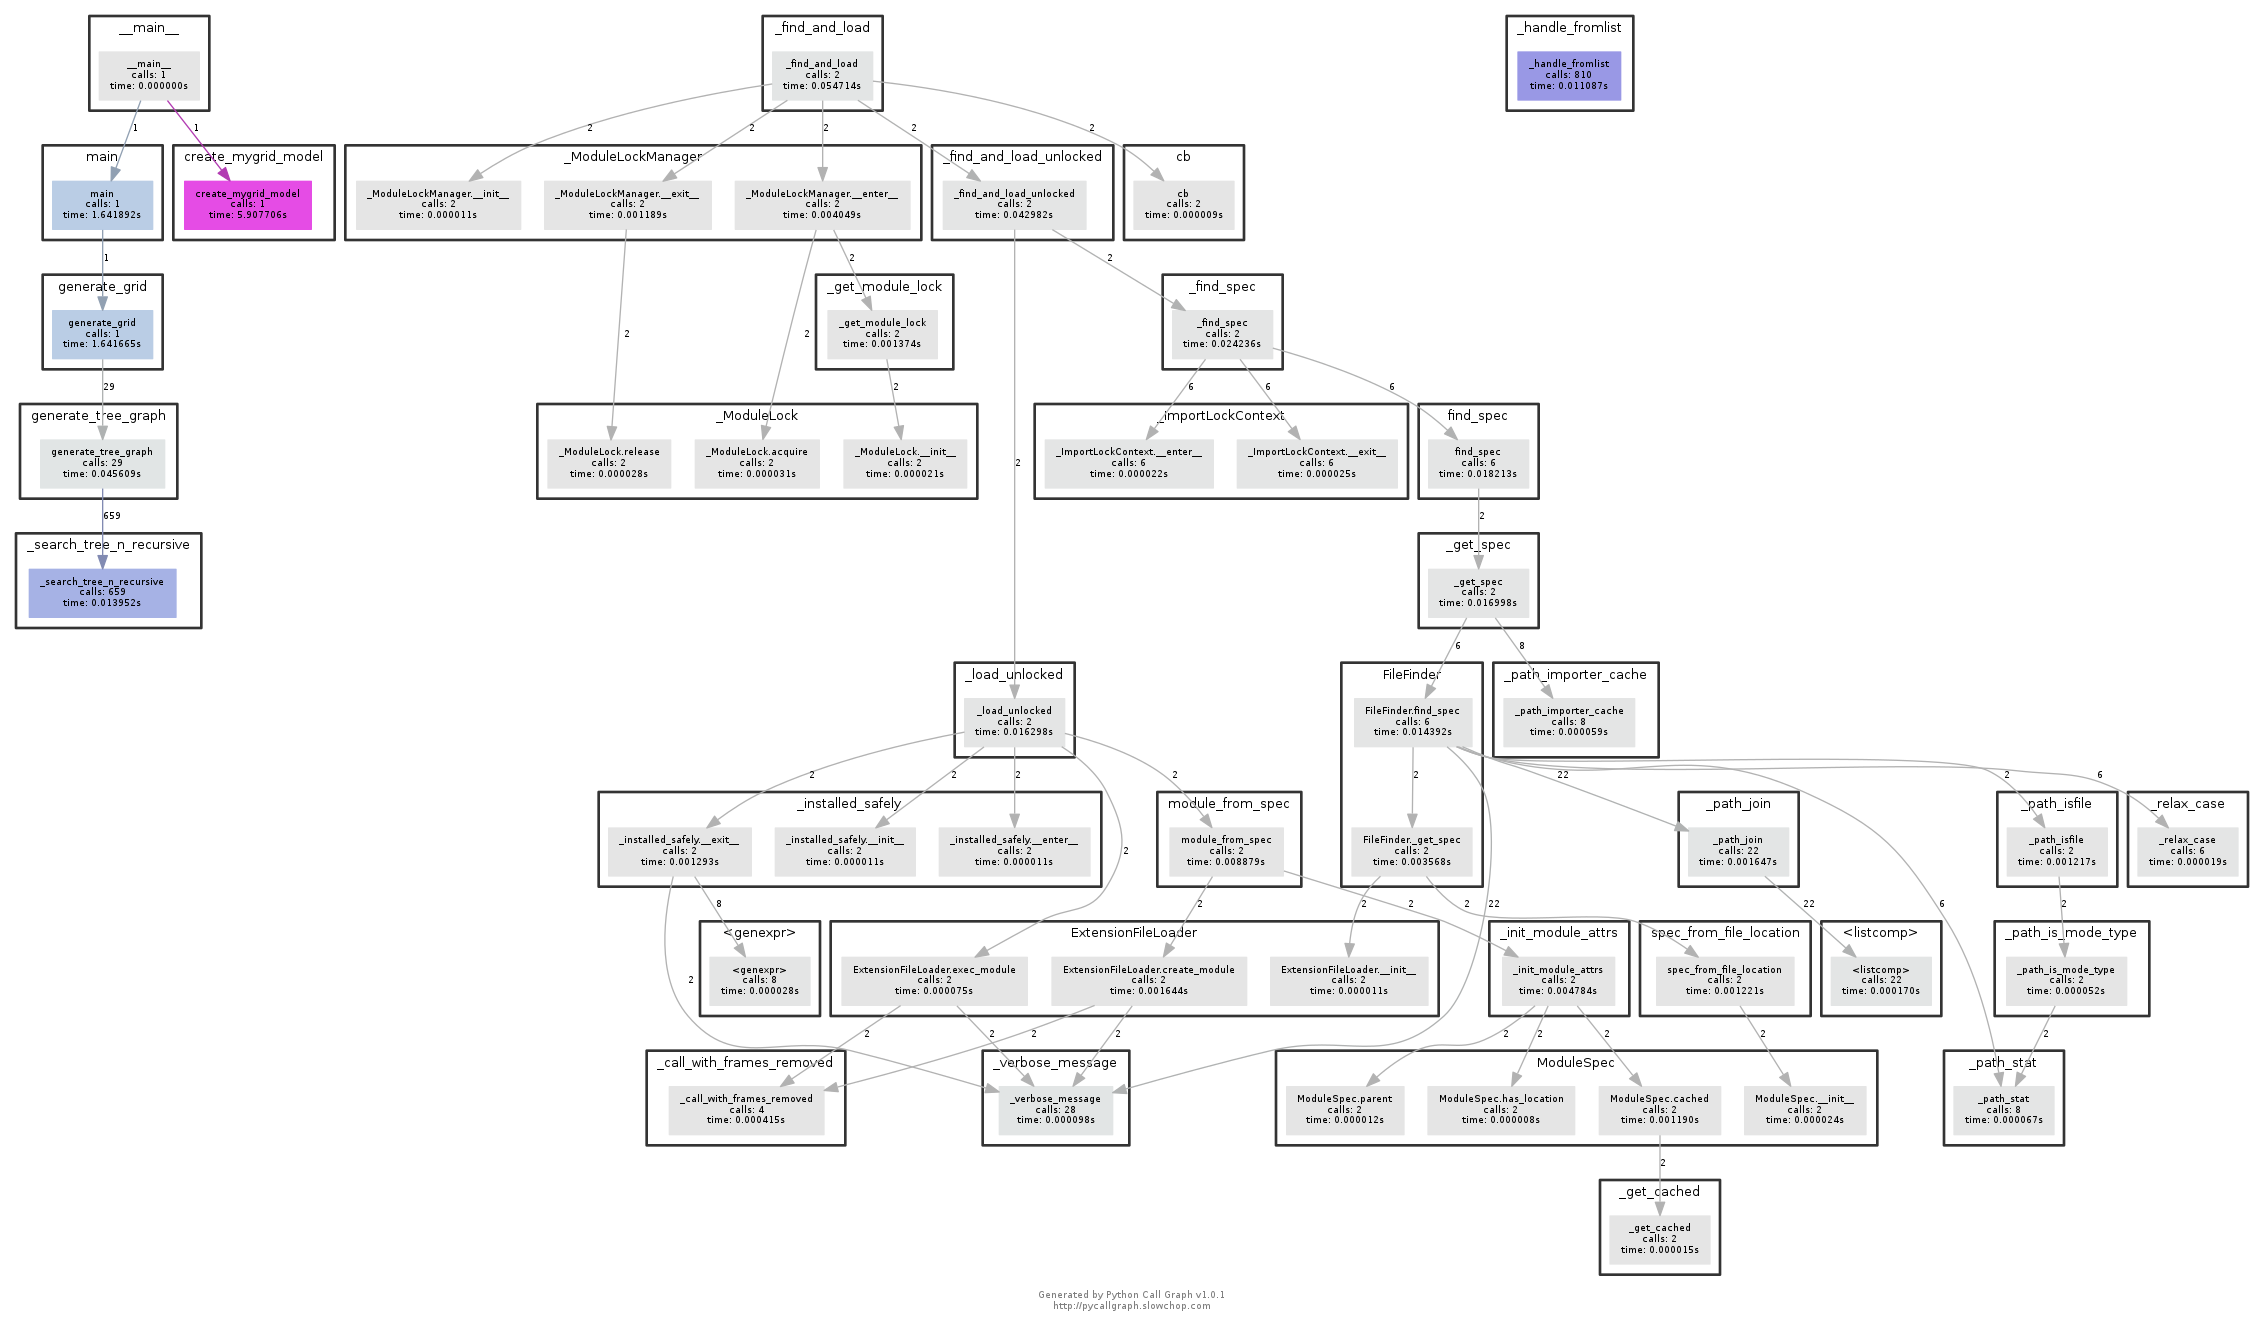 __main__
__main__
calls: 1
time: 0.000000s
_find_and_load
_find_and_load
calls: 2
time: 0.054714s
_handle_fromlist
_handle_fromlist
calls: 810
time: 0.011087s
1
1
2
2
2
2
2
main
main
calls: 1
time: 1.641892s
create_mygrid_model
create_mygrid_model
calls: 1
time: 5.907706s
_ModuleLockManager
_ModuleLockManager.__init__
calls: 2
time: 0.000011s
_ModuleLockManager.__exit__
calls: 2
time: 0.001189s
_ModuleLockManager.__enter__
calls: 2
time: 0.004049s
_find_and_load_unlocked
_find_and_load_unlocked
calls: 2
time: 0.042982s
cb
cb
calls: 2
time: 0.000009s
1
2
2
generate_grid
generate_grid
calls: 1
time: 1.641665s
_get_module_lock
_get_module_lock
calls: 2
time: 0.001374s
_find_spec
_find_spec
calls: 2
time: 0.024236s
2
2
29
2
6
6
6
generate_tree_graph
generate_tree_graph
calls: 29
time: 0.045609s
_ModuleLock
_ModuleLock.release
calls: 2
time: 0.000028s
_ModuleLock.acquire
calls: 2
time: 0.000031s
_ModuleLock.__init__
calls: 2
time: 0.000021s
_ImportLockContext
_ImportLockContext.__enter__
calls: 6
time: 0.000022s
_ImportLockContext.__exit__
calls: 6
time: 0.000025s
find_spec
find_spec
calls: 6
time: 0.018213s
2
659
2
_search_tree_n_recursive
_search_tree_n_recursive
calls: 659
time: 0.013952s
_get_spec
_get_spec
calls: 2
time: 0.016998s
6
8
_load_unlocked
_load_unlocked
calls: 2
time: 0.016298s
FileFinder
FileFinder.find_spec
calls: 6
time: 0.014392s
_path_importer_cache
_path_importer_cache
calls: 8
time: 0.000059s
2
2
2
2
2
22
2
6
_installed_safely
_installed_safely.__exit__
calls: 2
time: 0.001293s
_installed_safely.__init__
calls: 2
time: 0.000011s
_installed_safely.__enter__
calls: 2
time: 0.000011s
module_from_spec
module_from_spec
calls: 2
time: 0.008879s
FileFinder._get_spec
calls: 2
time: 0.003568s
_path_join
_path_join
calls: 22
time: 0.001647s
_path_isfile
_path_isfile
calls: 2
time: 0.001217s
_relax_case
_relax_case
calls: 6
time: 0.000019s
2
8
2
2
2
22
2
22
6
2
<genexpr>
<genexpr>
calls: 8
time: 0.000028s
ExtensionFileLoader
ExtensionFileLoader.exec_module
calls: 2
time: 0.000075s
ExtensionFileLoader.create_module
calls: 2
time: 0.001644s
ExtensionFileLoader.__init__
calls: 2
time: 0.000011s
_init_module_attrs
_init_module_attrs
calls: 2
time: 0.004784s
spec_from_file_location
spec_from_file_location
calls: 2
time: 0.001221s
<listcomp>
<listcomp>
calls: 22
time: 0.000170s
_path_is_mode_type
_path_is_mode_type
calls: 2
time: 0.000052s
2
2
2
2
2
2
2
2
2
2
_call_with_frames_removed
_call_with_frames_removed
calls: 4
time: 0.000415s
_verbose_message
_verbose_message
calls: 28
time: 0.000098s
ModuleSpec
ModuleSpec.parent
calls: 2
time: 0.000012s
ModuleSpec.has_location
calls: 2
time: 0.000008s
ModuleSpec.cached
calls: 2
time: 0.001190s
ModuleSpec.__init__
calls: 2
time: 0.000024s
_path_stat
_path_stat
calls: 8
time: 0.000067s
2
_get_cached
_get_cached
calls: 2
time: 0.000015s
Generated by Python Call Graph v1.0.1
http://pycallgraph.slowchop.com